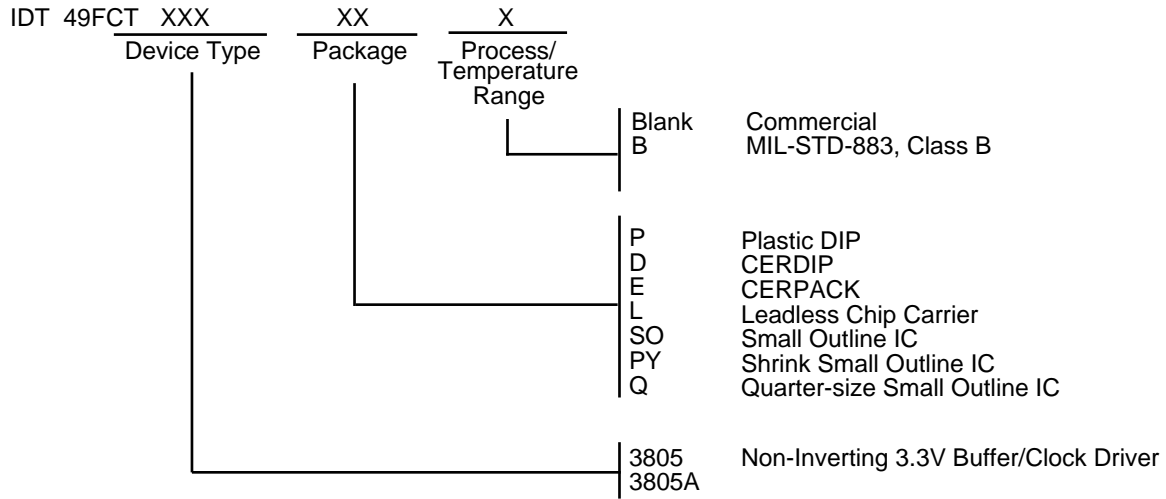 IDT 49FCT XXX XX X
Device Type Package Process/
Temperature
Range
Blank Commercial
B MIL-STD-883, Class B
P Plastic DIP
D CERDIP
E CERPACK
L Leadless Chip Carrier
SO Small Outline IC
PY Shrink Small Outline IC
Q Quarter-size Small Outline IC
3805 Non-Inverting 3.3V Buffer/Clock Driver
3805A